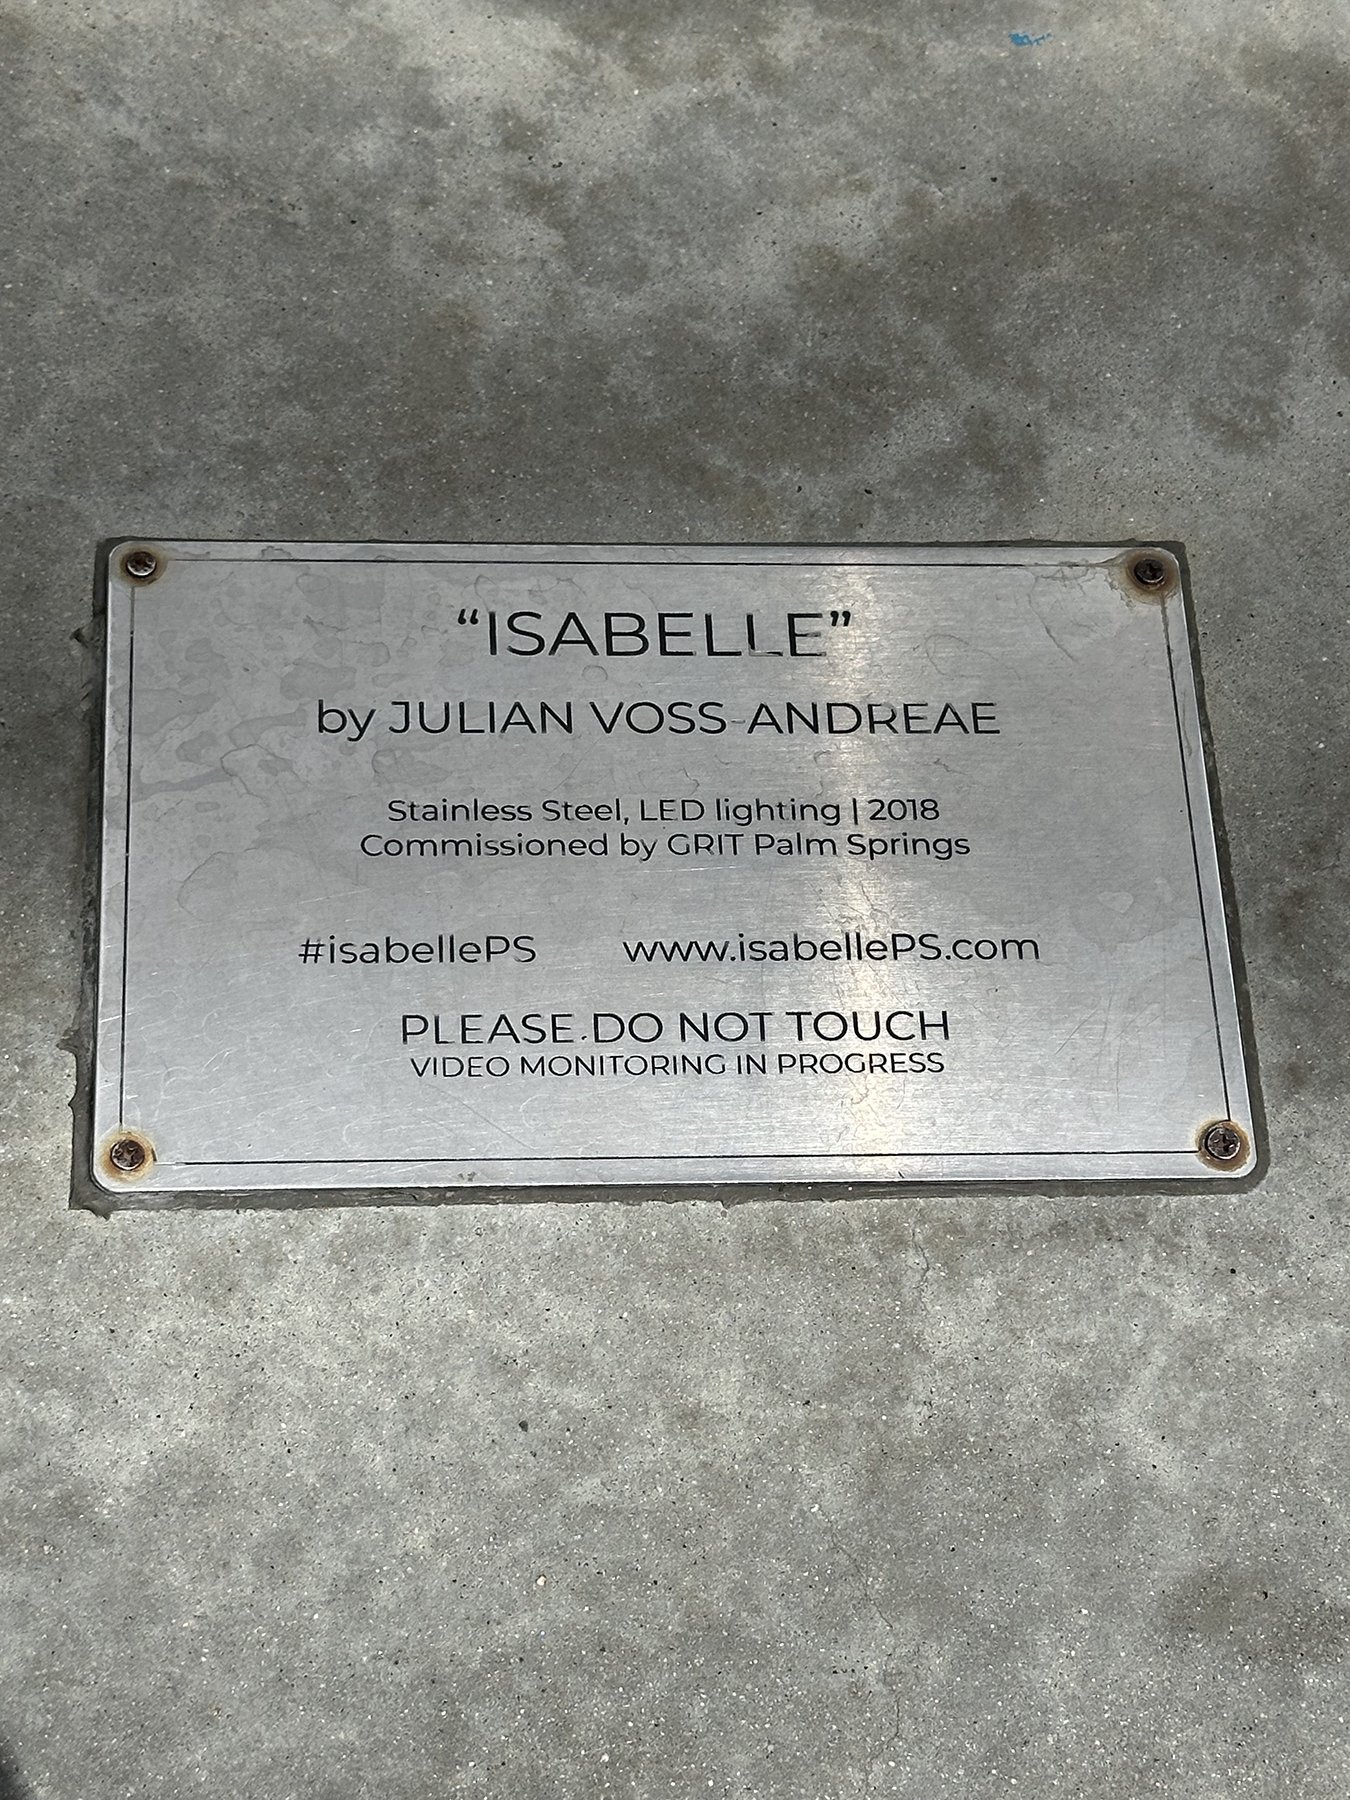 “ISABELLE”
by JULIAN VOSS-ANDREAE
Stainless Steel, LED lighting | 2018
Commissioned by GRIT Palm Springs
#isabellePS www.isabellePS.com
PLEASE DO NOT TOUCH
VIDEO MONITORING IN PROGRESS